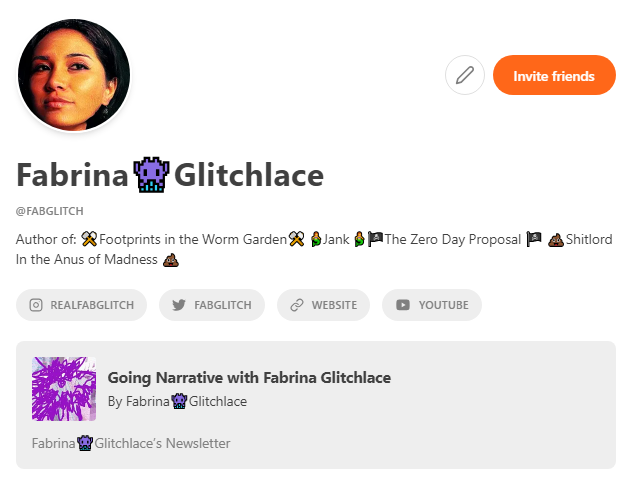 Invite friends
Fabrina👾Glitchlace
@FABGLITCH
Author of: ⚒Footprints in the Worm Garden⚒ 🌽Jank 🌽🏴‍☠️The Zero Day Proposal 🏴‍☠️ 💩Shitlord
In the Anus of Madness 💩
REALFABGLITCH
FABGLITCH
WEBSITE
YOUTUBE
Going Narrative with Fabrina Glitchlace
By Fabrina👾Glitchlace
Fabrina👾Glitchlace's Newsletter